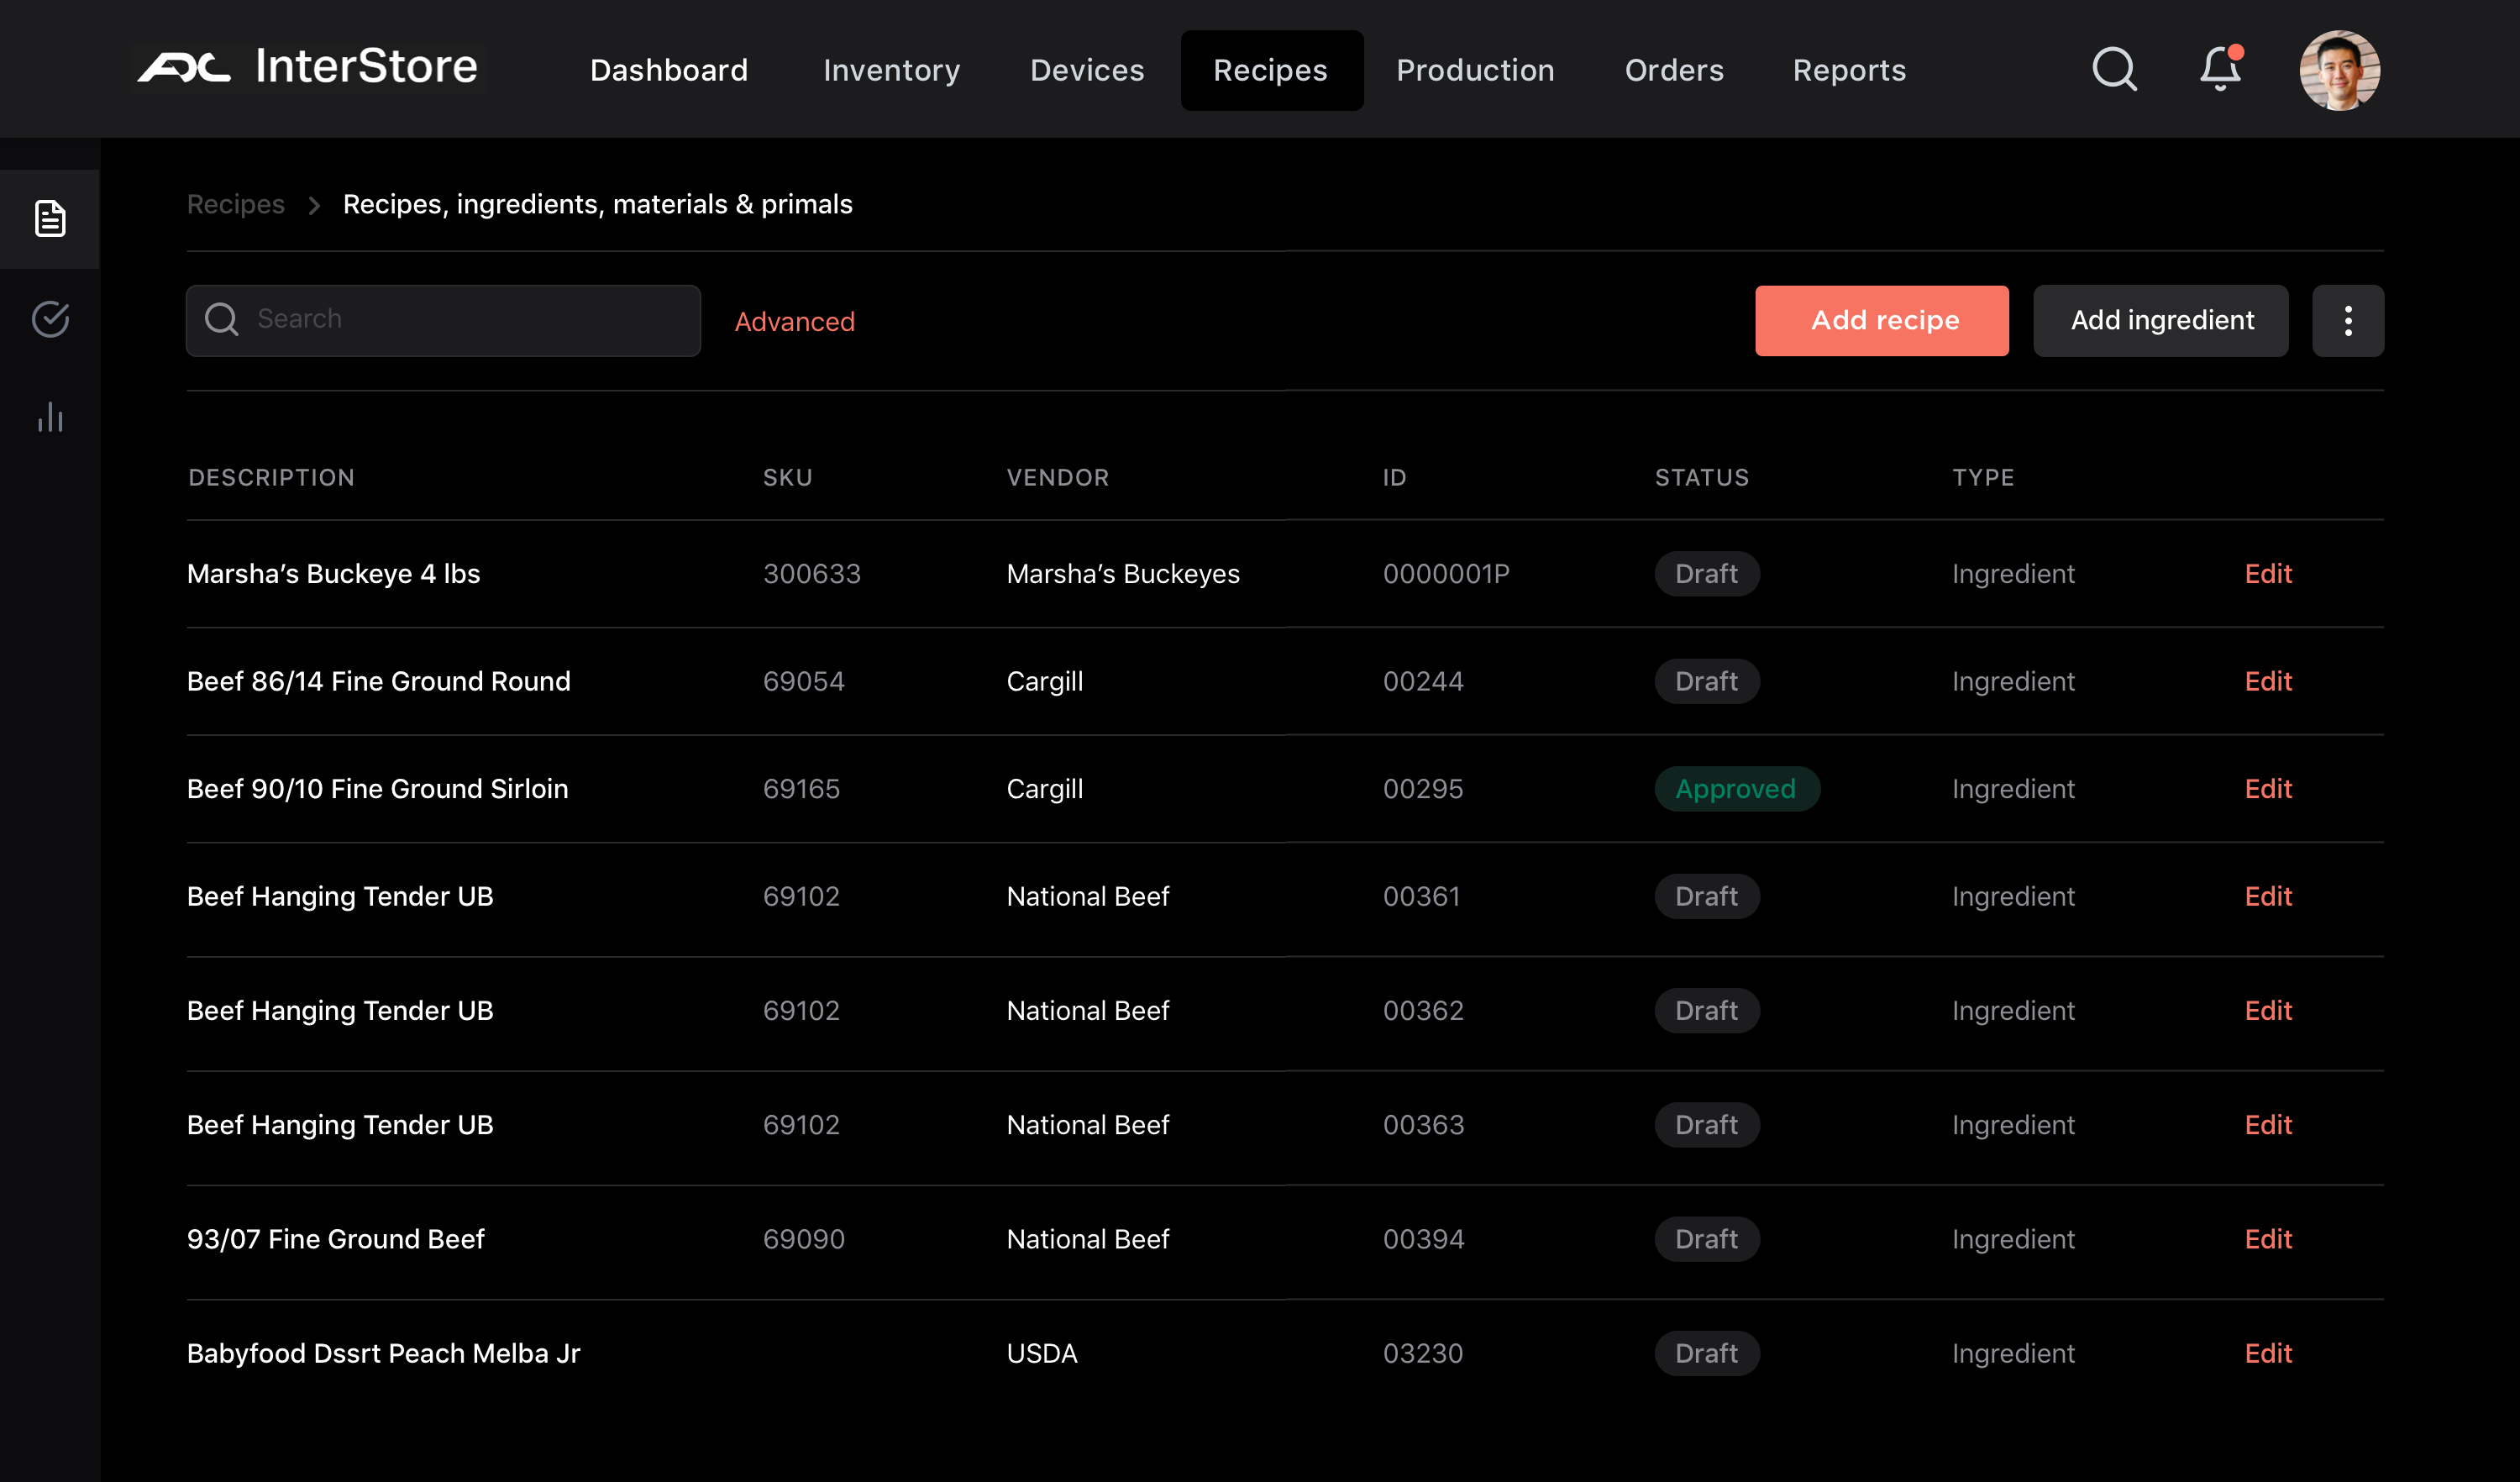 ADC InterStore Dashboard Inventory Devices Recipes Production Orders Reports
Recipes > Recipes, ingredients, materials & primals
Search Advanced Add recipe Add ingredient
DESCRIPTION SKU VENDOR ID STATUS TYPE
Marsha’s Buckeye 4 lbs 300633 Marsha’s Buckeyes 0000001P Draft Ingredient Edit
Beef 86/14 Fine Ground Round 69054 Cargill 00244 Draft Ingredient Edit
Beef 90/10 Fine Ground Sirloin 69165 Cargill 00295 Approved Ingredient Edit
Beef Hanging Tender UB 69102 National Beef 00361 Draft Ingredient Edit
Beef Hanging Tender UB 69102 National Beef 00362 Draft Ingredient Edit
Beef Hanging Tender UB 69102 National Beef 00363 Draft Ingredient Edit
93/07 Fine Ground Beef 69090 National Beef 00394 Draft Ingredient Edit
Babyfood Dssrt Peach Melba Jr USDA 03230 Draft Ingredient Edit